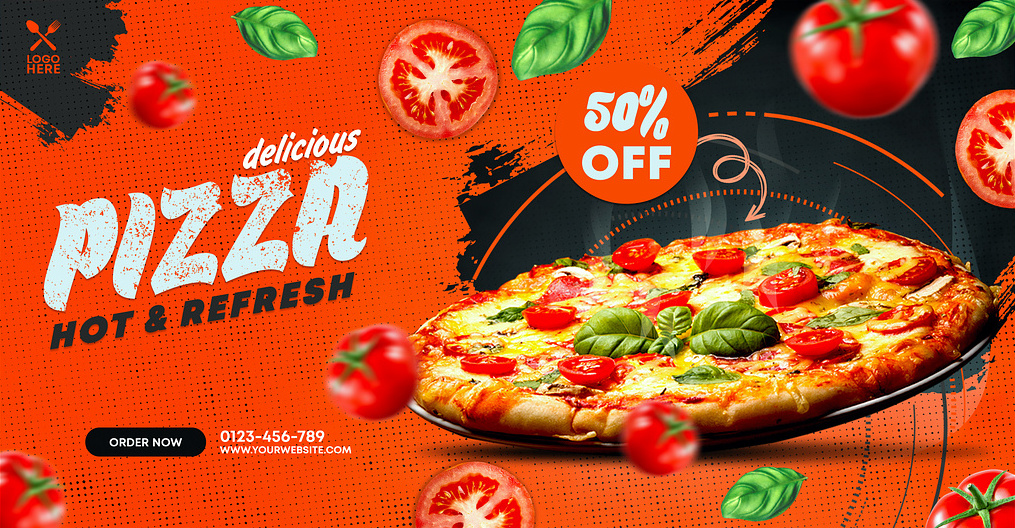 LOGO
HERE
delicious
PIZZA
HOT & REFRESH
50%
OFF
ORDER NOW
0123-456-789
WWW.YOURWEBSITE.COM